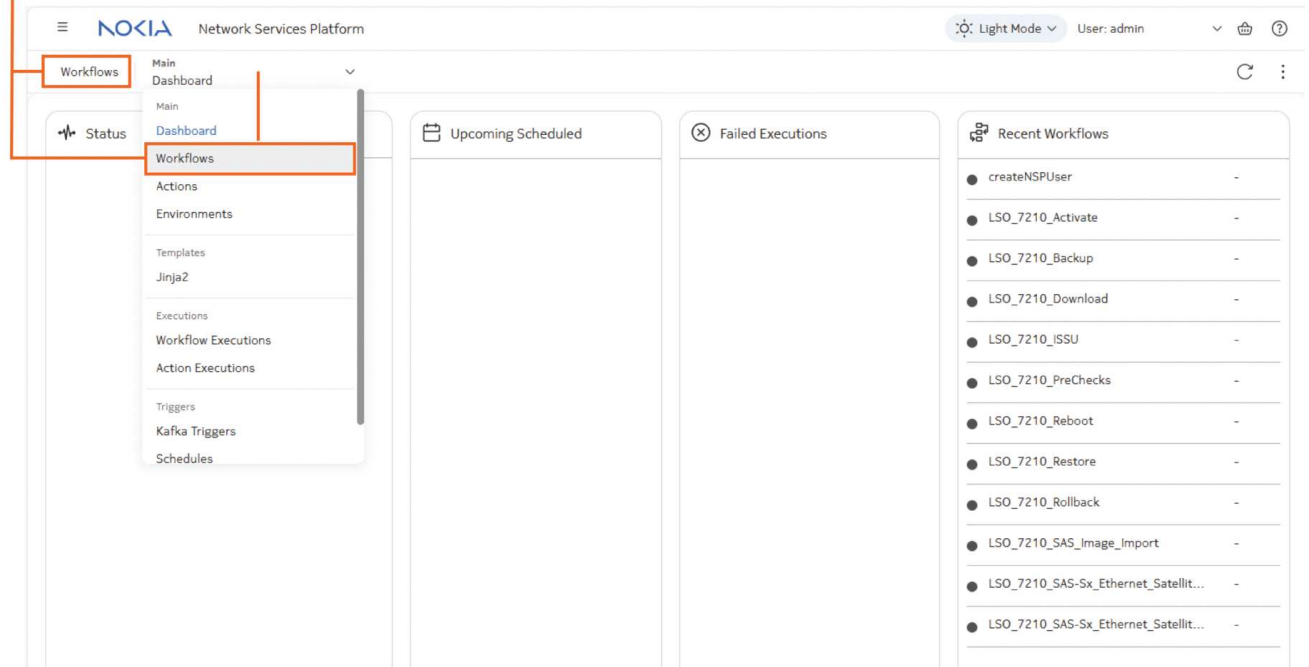 NOKIA Network Services Platform Light Mode User: admin
Workflows
Main
Dashboard
Main
Dashboard
Workflows
Actions
Environments
Templates
Jinja2
Executions
Workflow Executions
Action Executions
Triggers
Kafka Triggers
Schedules
Status
Upcoming Scheduled
Failed Executions
Recent Workflows
createNSPUser -
LSO_7210_Activate -
LSO_7210_Backup -
LSO_7210_Download -
LSO_7210_ISSU -
LSO_7210_PreChecks -
LSO_7210_Reboot -
LSO_7210_Restore -
LSO_7210_Rollback -
LSO_7210_SAS_Image_Import -
LSO_7210_SAS-Sx_Ethernet_Satellit... -
LSO_7210_SAS-Sx_Ethernet_Satellit... -